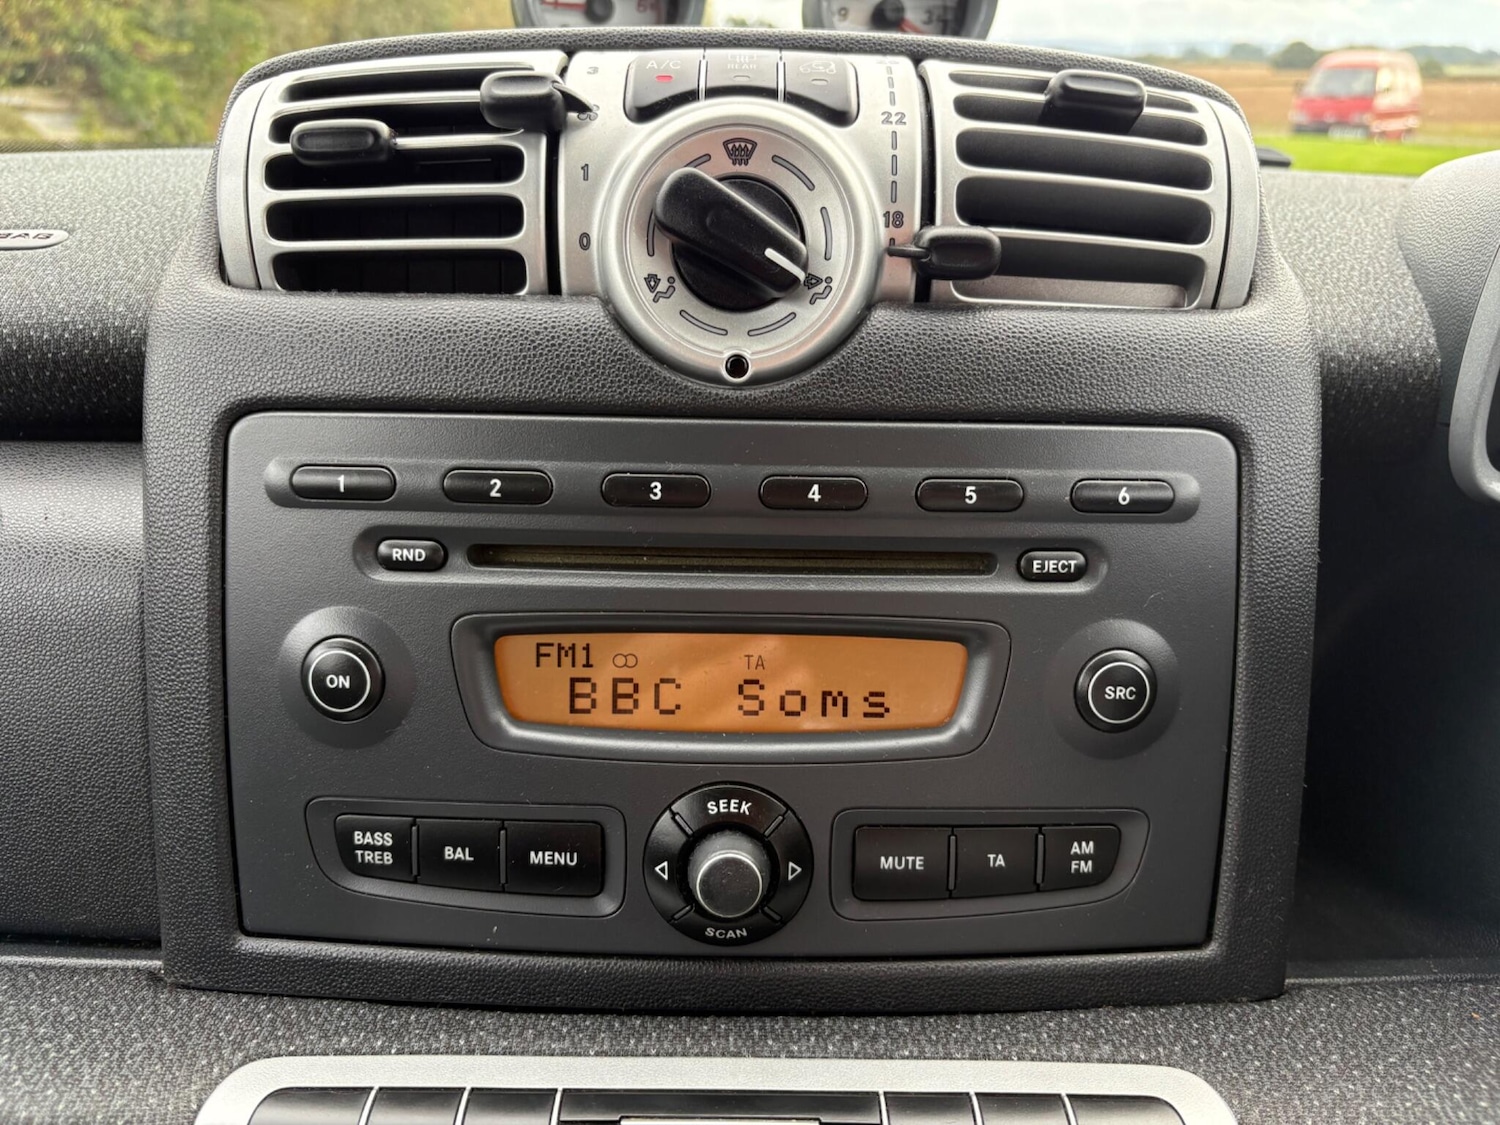 A/C
REAR
3
22
1
18
0
BAG
1 2 3 4 5 6
RND
EJECT
FM1 TA
BBC Soms
ON
SRC
BASS
TREB
BAL
MENU
SEEK
SCAN
MUTE
TA
AM
FM